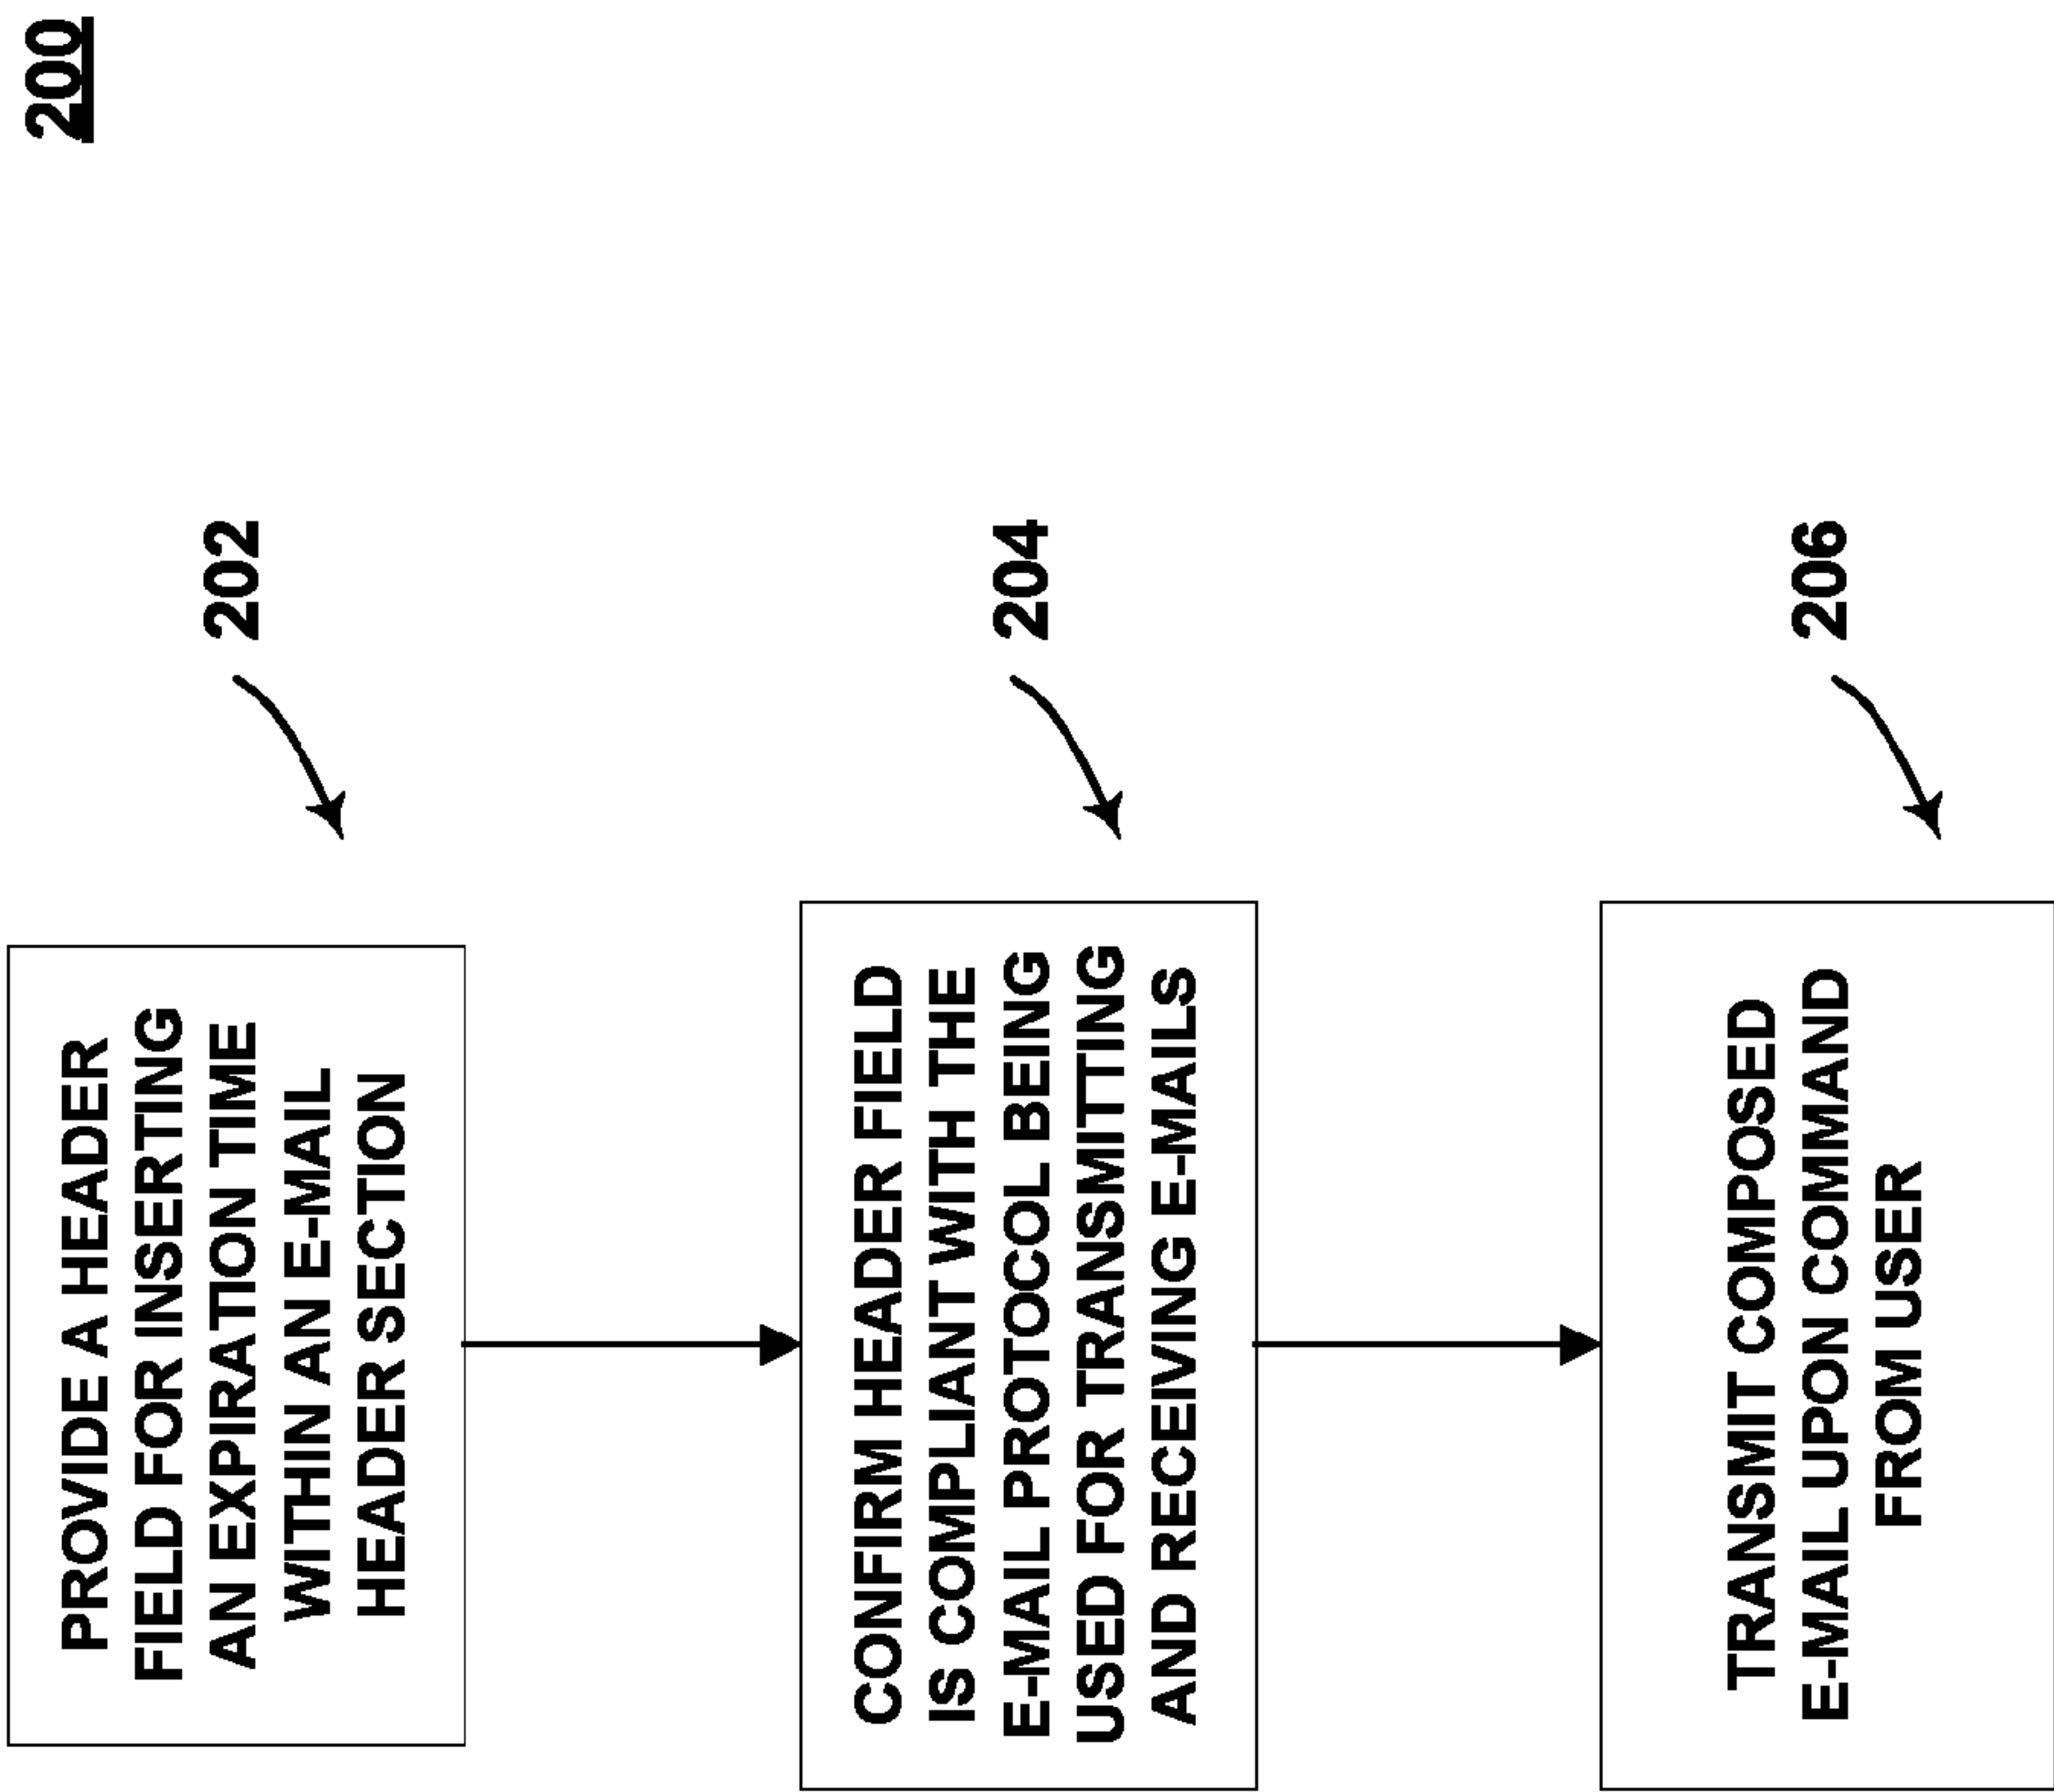 200
PROVIDE A HEADER
FIELD FOR INSERTING
AN EXPIRATION TIME
WITHIN AN E-MAIL
HEADER SECTION
202
CONFIRM HEADER FIELD
IS COMPLIANT WITH THE
E-MAIL PROTOCOL BEING
USED FOR TRANSMITTING
AND RECEIVING E-MAILS
204
TRANSMIT COMPOSED
E-MAIL UPON COMMAND
FROM USER
206